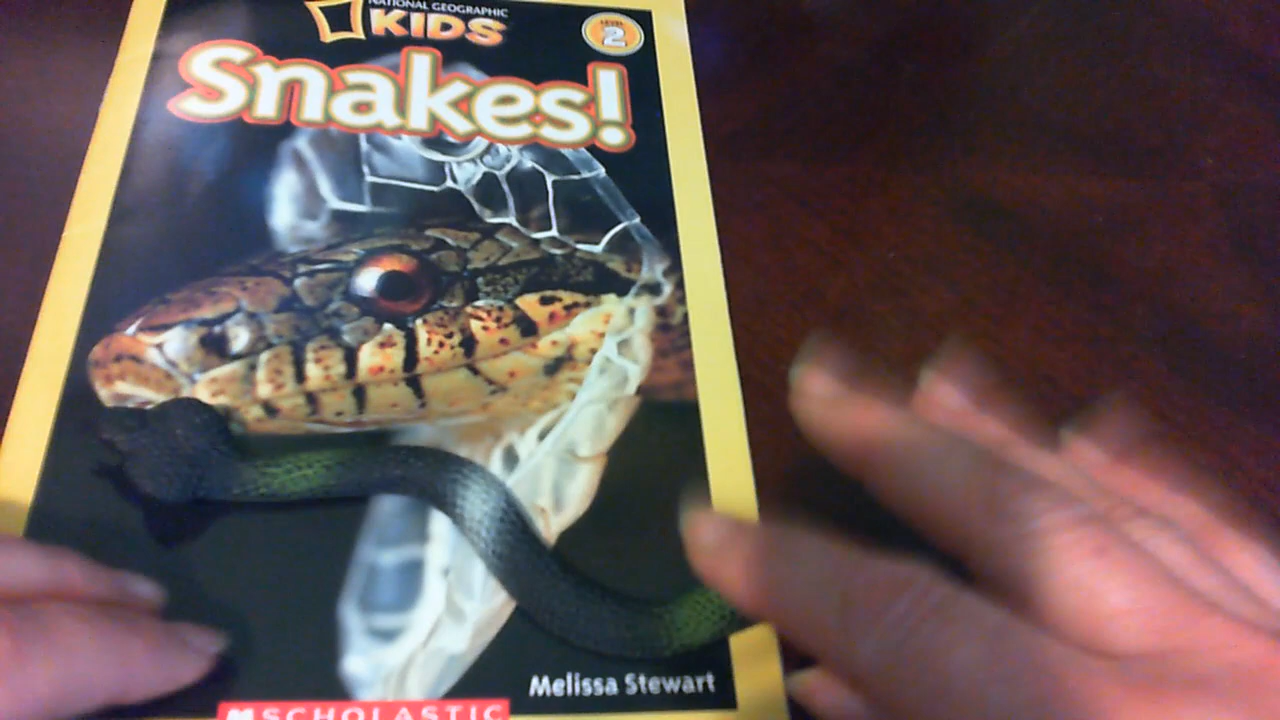 NATIONAL GEOGRAPHIC
KIDS
LEVEL
2
Snakes!
Melissa Stewart
SCHOLASTIC